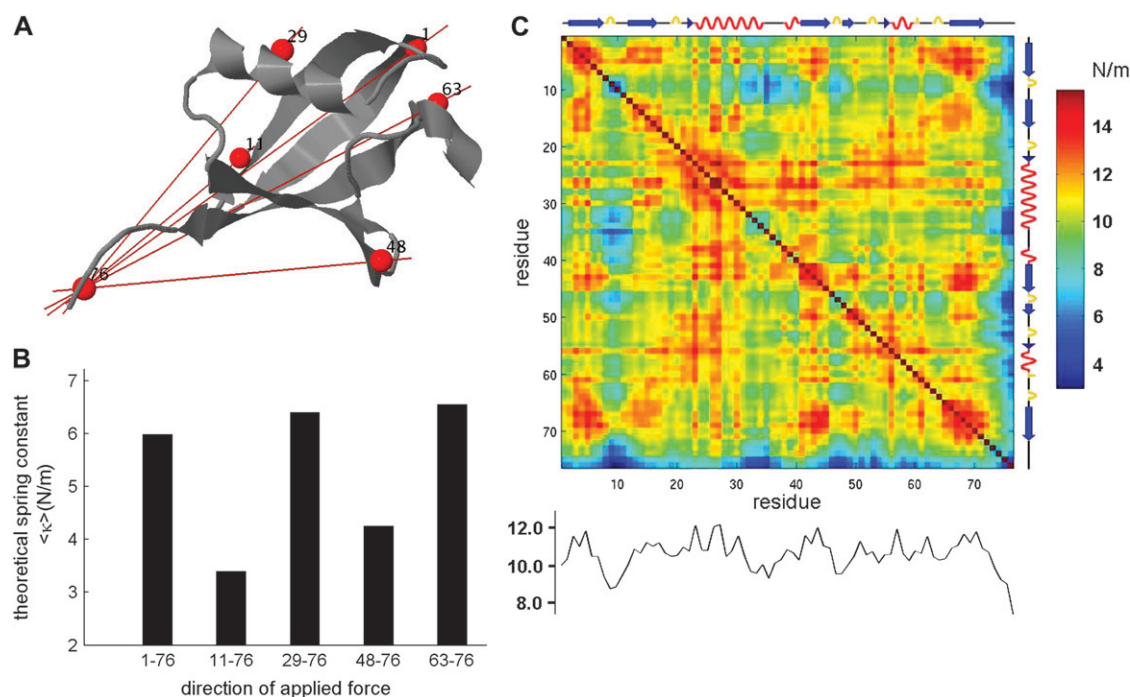 A
29
1
63
11
48
76
B
7
6
5
4
3
2
theoretical spring constant
<κ>(N/m)
1-76 11-76 29-76 48-76 63-76
direction of applied force
C
N/m
14
12
10
8
6
4
residue
10
20
30
40
50
60
70
10 20 30 40 50 60 70
residue
12.0
10.0
8.0